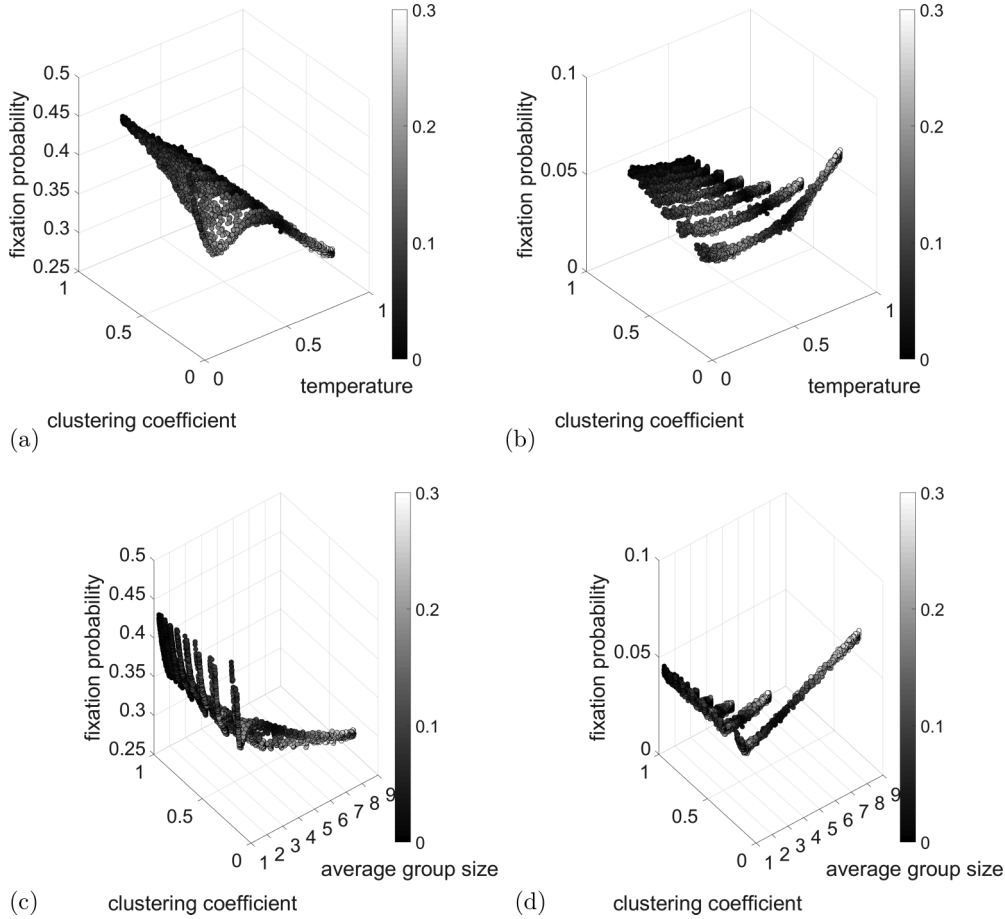 fixation probability
0.5
0.45
0.4
0.35
0.3
0.25
1
0.5
0
0
0.5
1
temperature
clustering coefficient
0.3
0.2
0.1
0
(a)
fixation probability
0.1
0.05
0
1
0.5
0
0
0.5
1
temperature
clustering coefficient
0.3
0.2
0.1
0
(b)
fixation probability
0.5
0.45
0.4
0.35
0.3
0.25
1
0.5
0
1 2 3 4 5 6 7 8 9
average group size
clustering coefficient
0.3
0.2
0.1
0
(c)
fixation probability
0.1
0.05
0
1
0.5
0
1 2 3 4 5 6 7 8 9
average group size
clustering coefficient
0.3
0.2
0.1
0
(d)